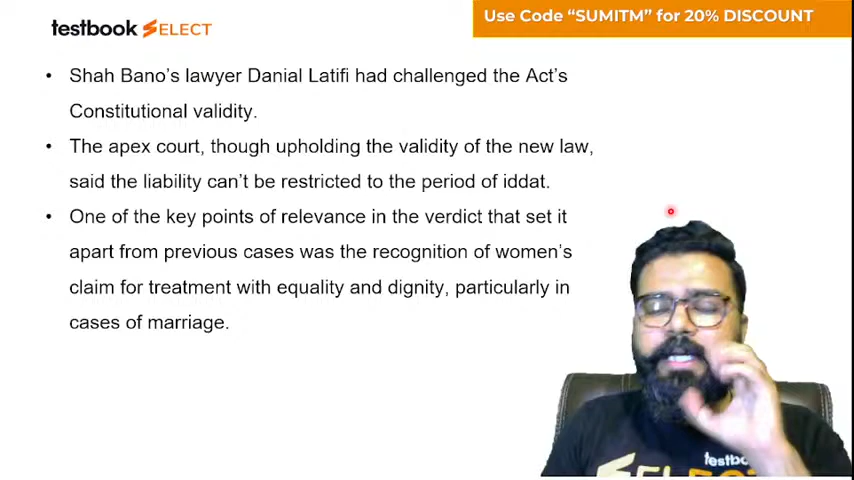 testbook SELECT
Use Code “SUMITM” for 20% DISCOUNT
• Shah Bano’s lawyer Danial Latifi had challenged the Act’s
Constitutional validity.
• The apex court, though upholding the validity of the new law,
said the liability can’t be restricted to the period of iddat.
• One of the key points of relevance in the verdict that set it
apart from previous cases was the recognition of women’s
claim for treatment with equality and dignity, particularly in
cases of marriage.